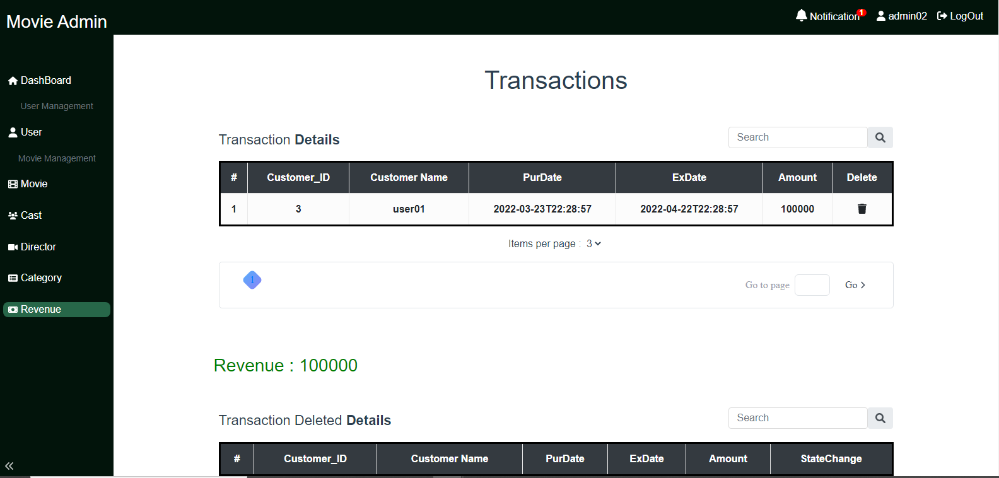 Movie Admin
Notification 1 admin02 LogOut
DashBoard
User Management
User
Movie Management
Movie
Cast
Director
Category
Revenue
Transactions
Transaction Details Search
# Customer_ID Customer Name PurDate ExDate Amount Delete
1 3 user01 2022-03-23T22:28:57 2022-04-22T22:28:57 100000
Items per page : 3
1 Go to page Go
Revenue : 100000
Transaction Deleted Details Search
# Customer_ID Customer Name PurDate ExDate Amount StateChange